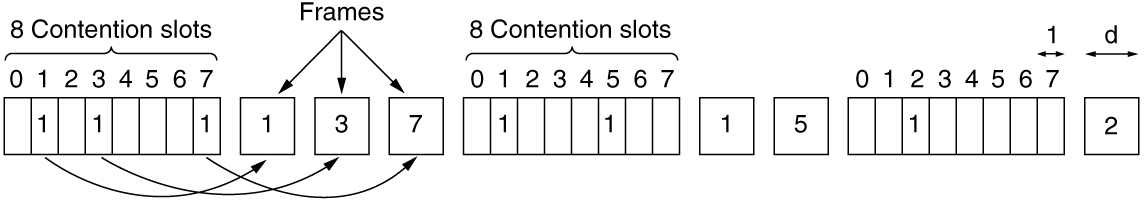 Frames
8 Contention slots
8 Contention slots
1 d
0 1 2 3 4 5 6 7
0 1 2 3 4 5 6 7
0 1 2 3 4 5 6 7
1 1 1
1 3 7
1 1
1 5
1
2